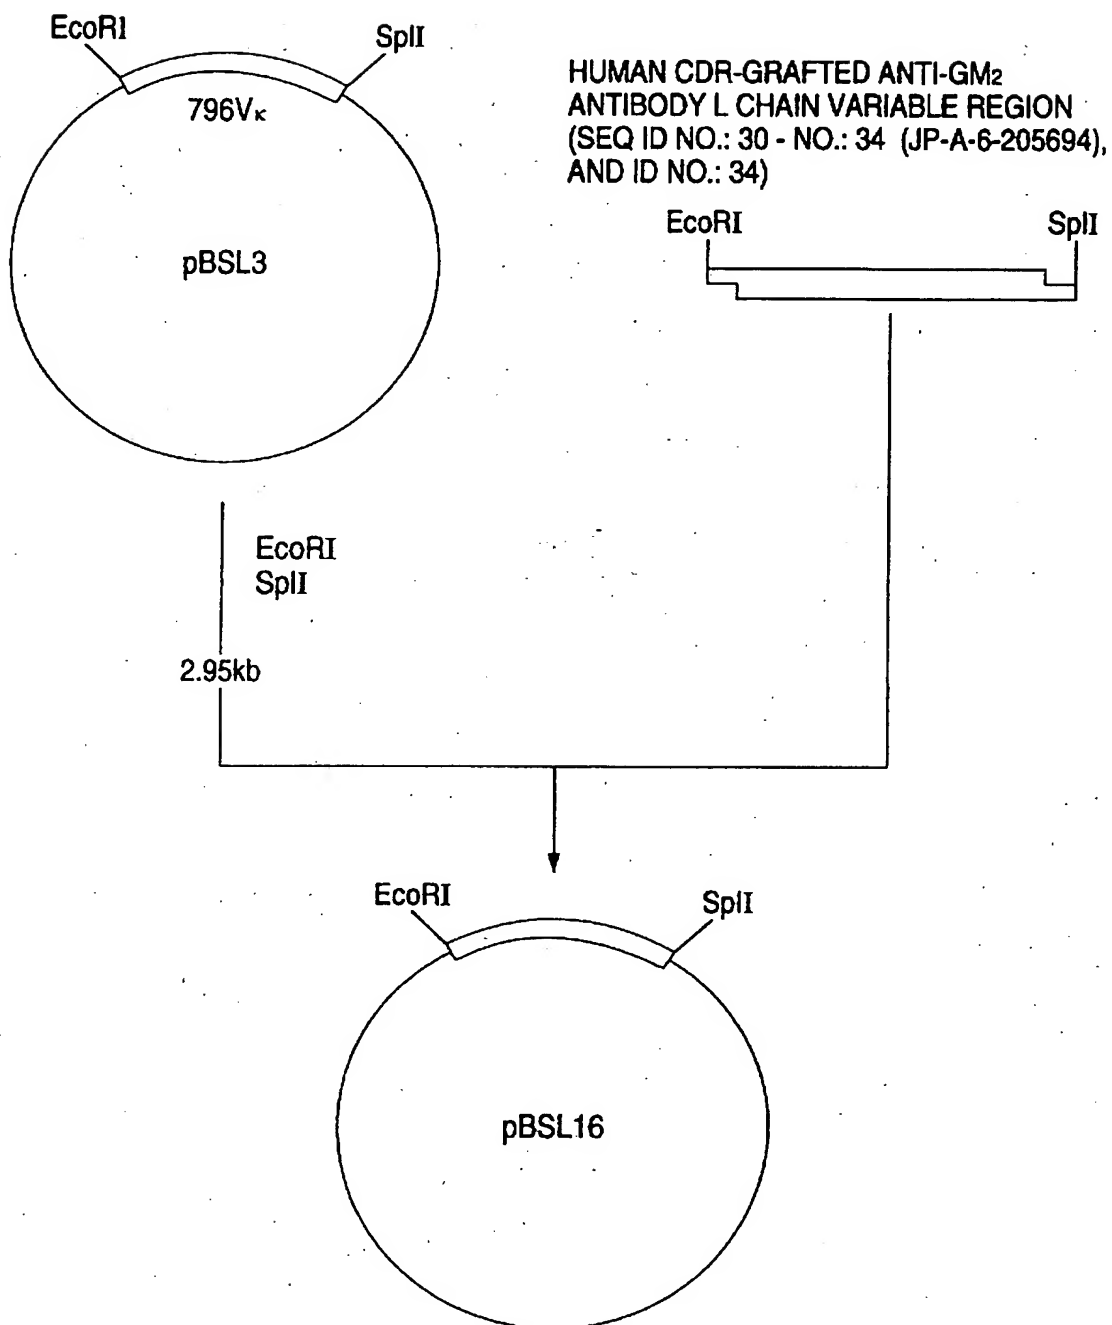 EcoRI
SplI
796Vκ
pBSL3
HUMAN CDR-GRAFTED ANTI-GM2
ANTIBODY L CHAIN VARIABLE REGION
(SEQ ID NO.: 30 - NO.: 34 (JP-A-6-205694),
AND ID NO.: 34)
EcoRI
SplI
EcoRI
SplI
2.95kb
EcoRI
SplI
pBSL16